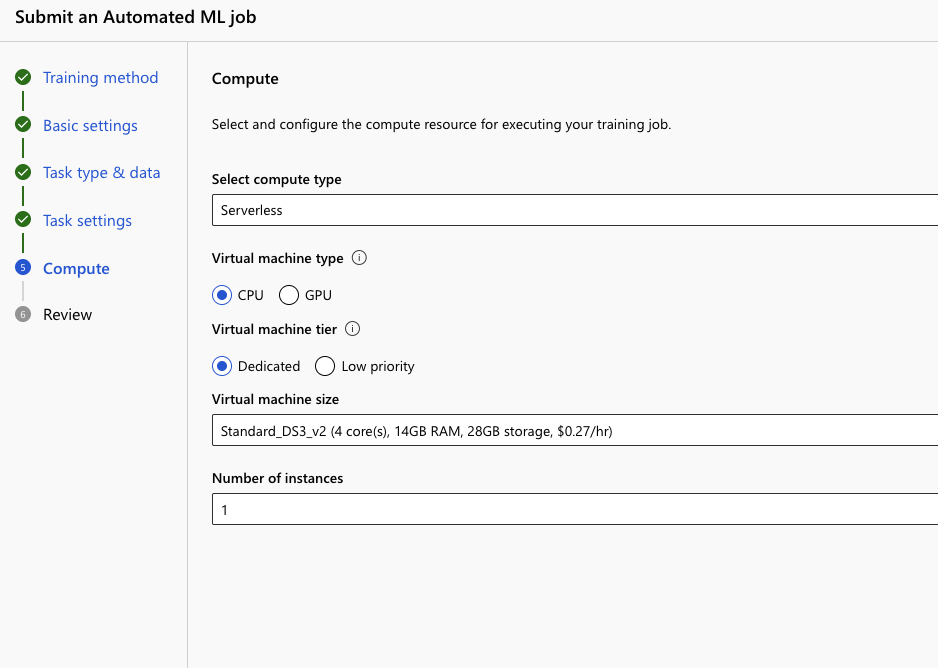 Submit an Automated ML job
Training method
Basic settings
Task type & data
Task settings
5 Compute
6 Review
Compute
Select and configure the compute resource for executing your training job.
Select compute type
Serverless
Virtual machine type
CPU GPU
Virtual machine tier
Dedicated Low priority
Virtual machine size
Standard_DS3_v2 (4 core(s), 14GB RAM, 28GB storage, $0.27/hr)
Number of instances
1